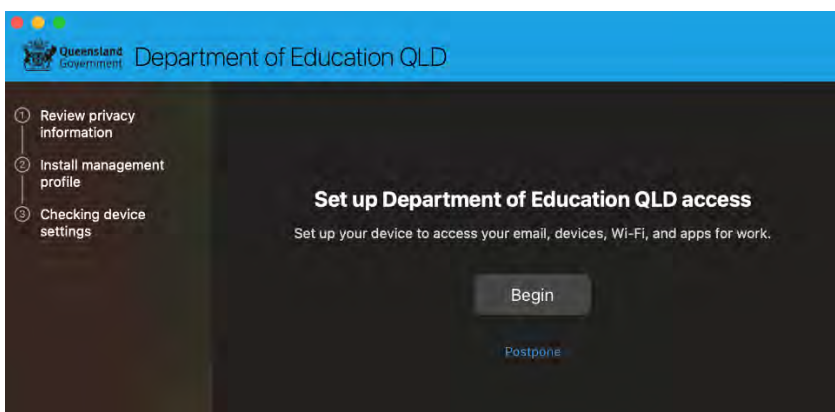 Queensland
Government
Department of Education QLD
1 Review privacy
information
2 Install management
profile
3 Checking device
settings
Set up Department of Education QLD access
Set up your device to access your email, devices, Wi-Fi, and apps for work.
Begin
Postpone